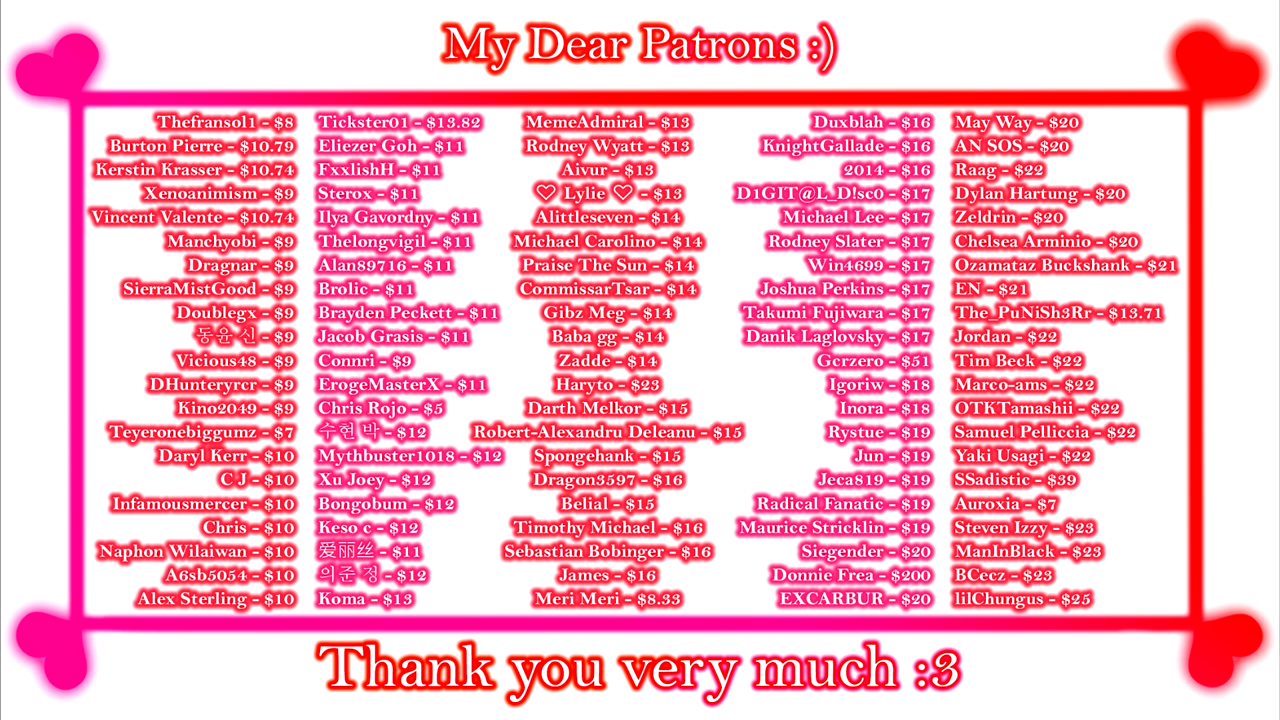 My Dear Patrons :)
Thefransol1 - $8
Burton Pierre - $10.79
Kerstin Krasser - $10.74
Xenoanimism - $9
Vincent Valente - $10.74
Manchyobi - $9
Dragnar - $9
SierraMistGood - $9
Doublegx - $9
동윤 신 - $9
Vicious48 - $9
DHunteryrcr - $9
Kino2049 - $9
Teyeronebiggumz - $7
Daryl Kerr - $10
C J - $10
Infamousmercer - $10
Chris - $10
Naphon Wilaiwan - $10
A6sb5054 - $10
Alex Sterling - $10
Tickster01 - $13.82
Eliezer Goh - $11
FxxlishH - $11
Sterox - $11
Ilya Gavordny - $11
Thelongvigil - $11
Alan89716 - $11
Brolic - $11
Brayden Peckett - $11
Jacob Grasis - $11
Connri - $9
ErogeMasterX - $11
Chris Rojo - $5
수현 박 - $12
Mythbuster1018 - $12
Xu Joey - $12
Bongobum - $12
Keso c - $12
爱丽丝 - $11
의준 정 - $12
Koma - $13
MemeAdmiral - $13
Rodney Wyatt - $13
Aivur - $13
♡ Lylie ♡ - $13
Alittleseven - $14
Michael Carolino - $14
Praise The Sun - $14
CommissarTsar - $14
Gibz Meg - $14
Baba gg - $14
Zadde - $14
Haryto - $23
Darth Melkor - $15
Robert-Alexandru Deleanu - $15
Spongehank - $15
Dragon3597 - $16
Belial - $15
Timothy Michael - $16
Sebastian Bobinger - $16
James - $16
Meri Meri - $8.33
Duxblah - $16
KnightGallade - $16
2014 - $16
D1GIT@L_D!sc0 - $17
Michael Lee - $17
Rodney Slater - $17
Win4699 - $17
Joshua Perkins - $17
Takumi Fujiwara - $17
Danik Laglovsky - $17
Gcrzero - $51
Igoriw - $18
Inora - $18
Rystue - $19
Jun - $19
Jeca819 - $19
Radical Fanatic - $19
Maurice Stricklin - $19
Siegender - $20
Donnie Frea - $200
EXCARBUR - $20
May Way - $20
AN SOS - $20
Raag - $22
Dylan Hartung - $20
Zeldrin - $20
Chelsea Arminio - $20
Ozamataz Buckshank - $21
EN - $21
The_PuNiSh3Rr - $13.71
Jordan - $22
Tim Beck - $22
Marco-ams - $22
OTKTamashii - $22
Samuel Pelliccia - $22
Yaki Usagi - $22
SSadistic - $39
Auroxia - $7
Steven Izzy - $23
ManInBlack - $23
BCecz - $23
lilChungus - $25
Thank you very much :3